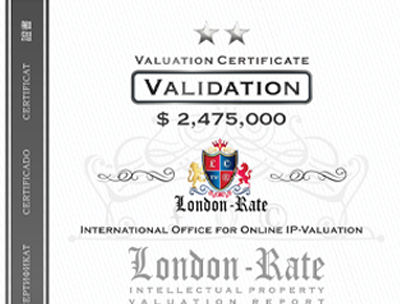 VALUATION CERTIFICATE
VALIDATION
$ 2,475,000
London-Rate
INTERNATIONAL OFFICE FOR ONLINE IP-VALUATION
London-Rate
INTELLECTUAL PROPERTY
VALUATION REPORT
證書
CERTIFICAT
CERTIFICADO
ЕРТИФИКАТ